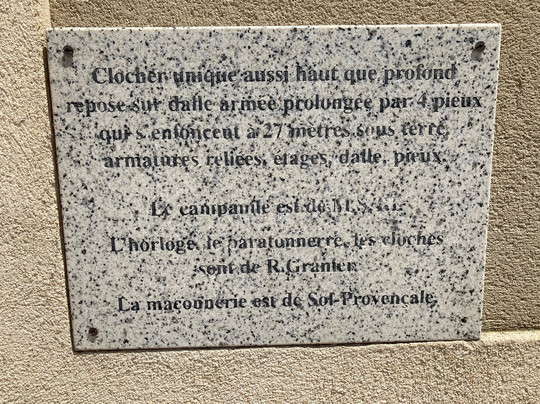 Clocher unique aussi haut que profond
repose sur dalle armée prolongée par 4 pieux
qui s'enfoncent à 27 mètres sous terre,
armatures reliées, étages, dalle, pieux.
Le campanile est de
L'horloge, le paratonnerre, les cloches
sont de R.Granier.
La maçonnerie est de Sol-Provençale.